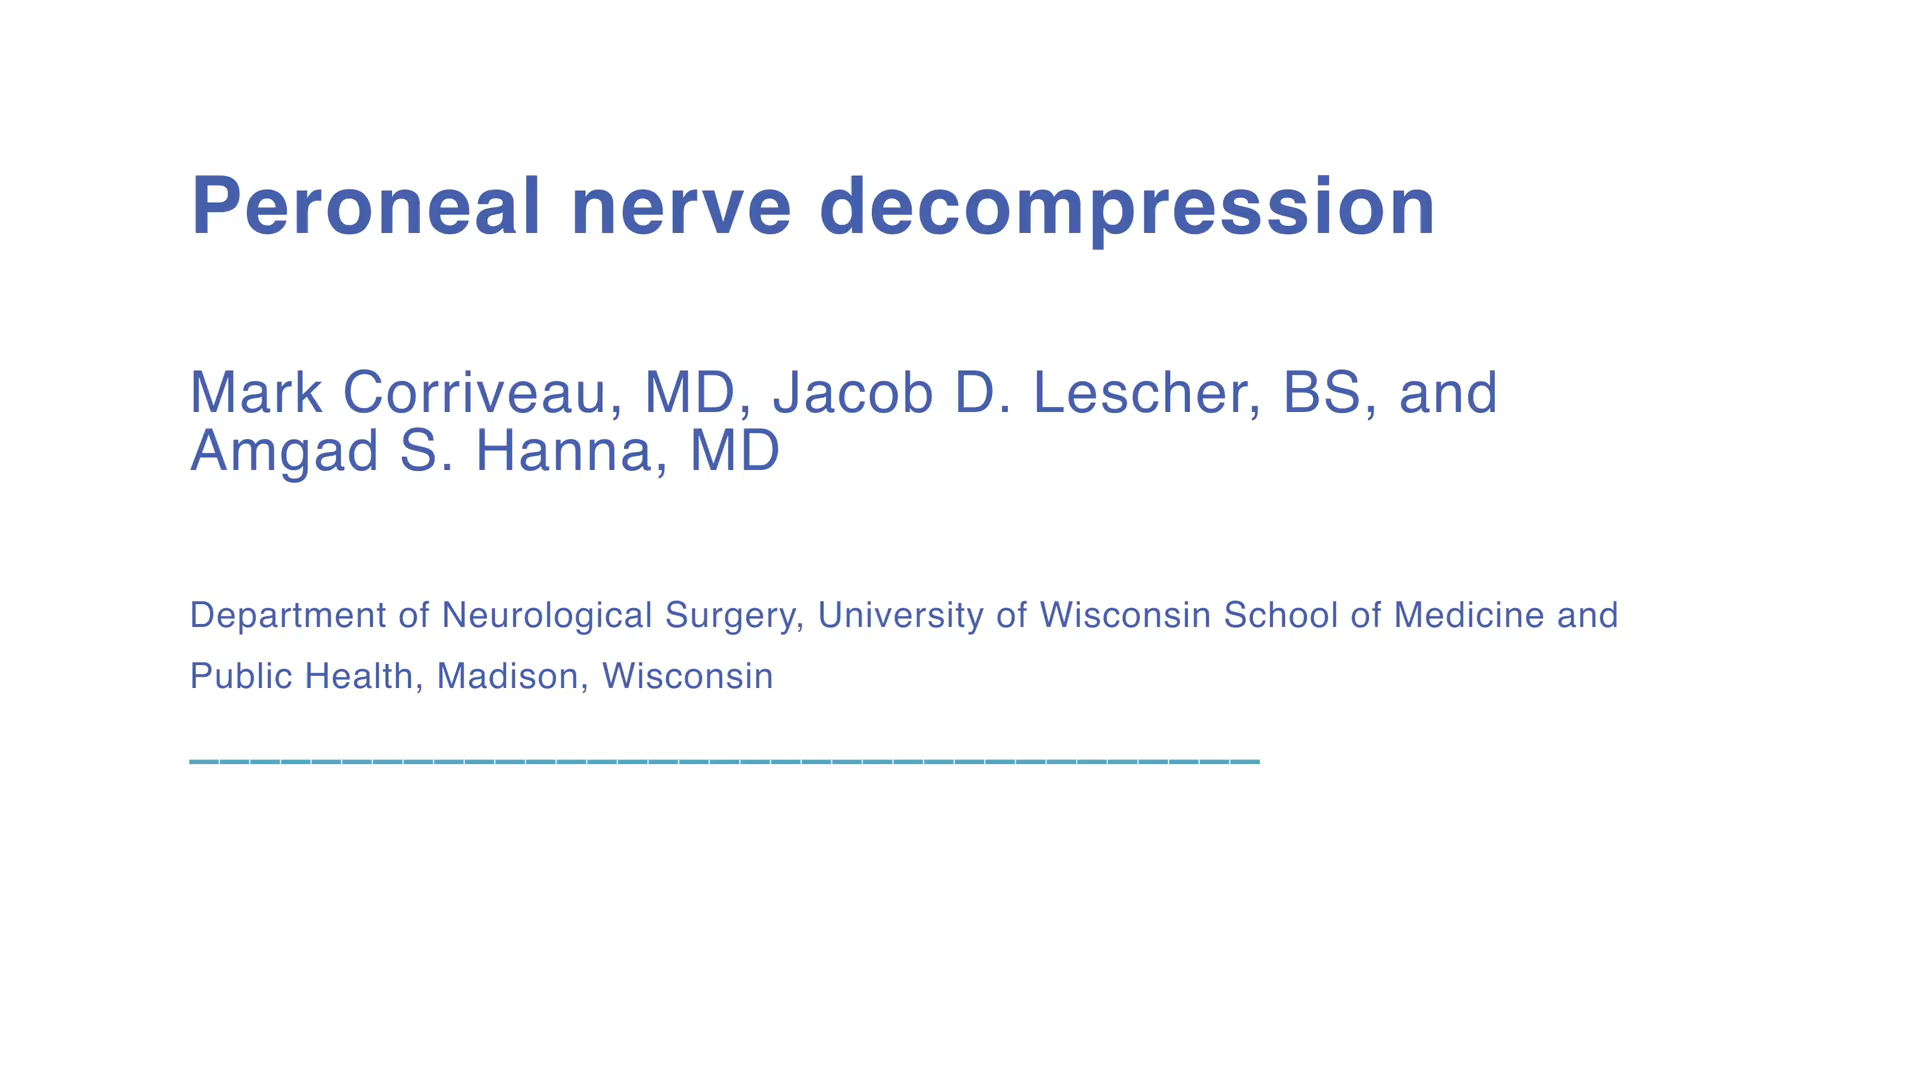 Peroneal nerve decompression
Mark Corriveau, MD, Jacob D. Lescher, BS, and
Amgad S. Hanna, MD
Department of Neurological Surgery, University of Wisconsin School of Medicine and
Public Health, Madison, Wisconsin